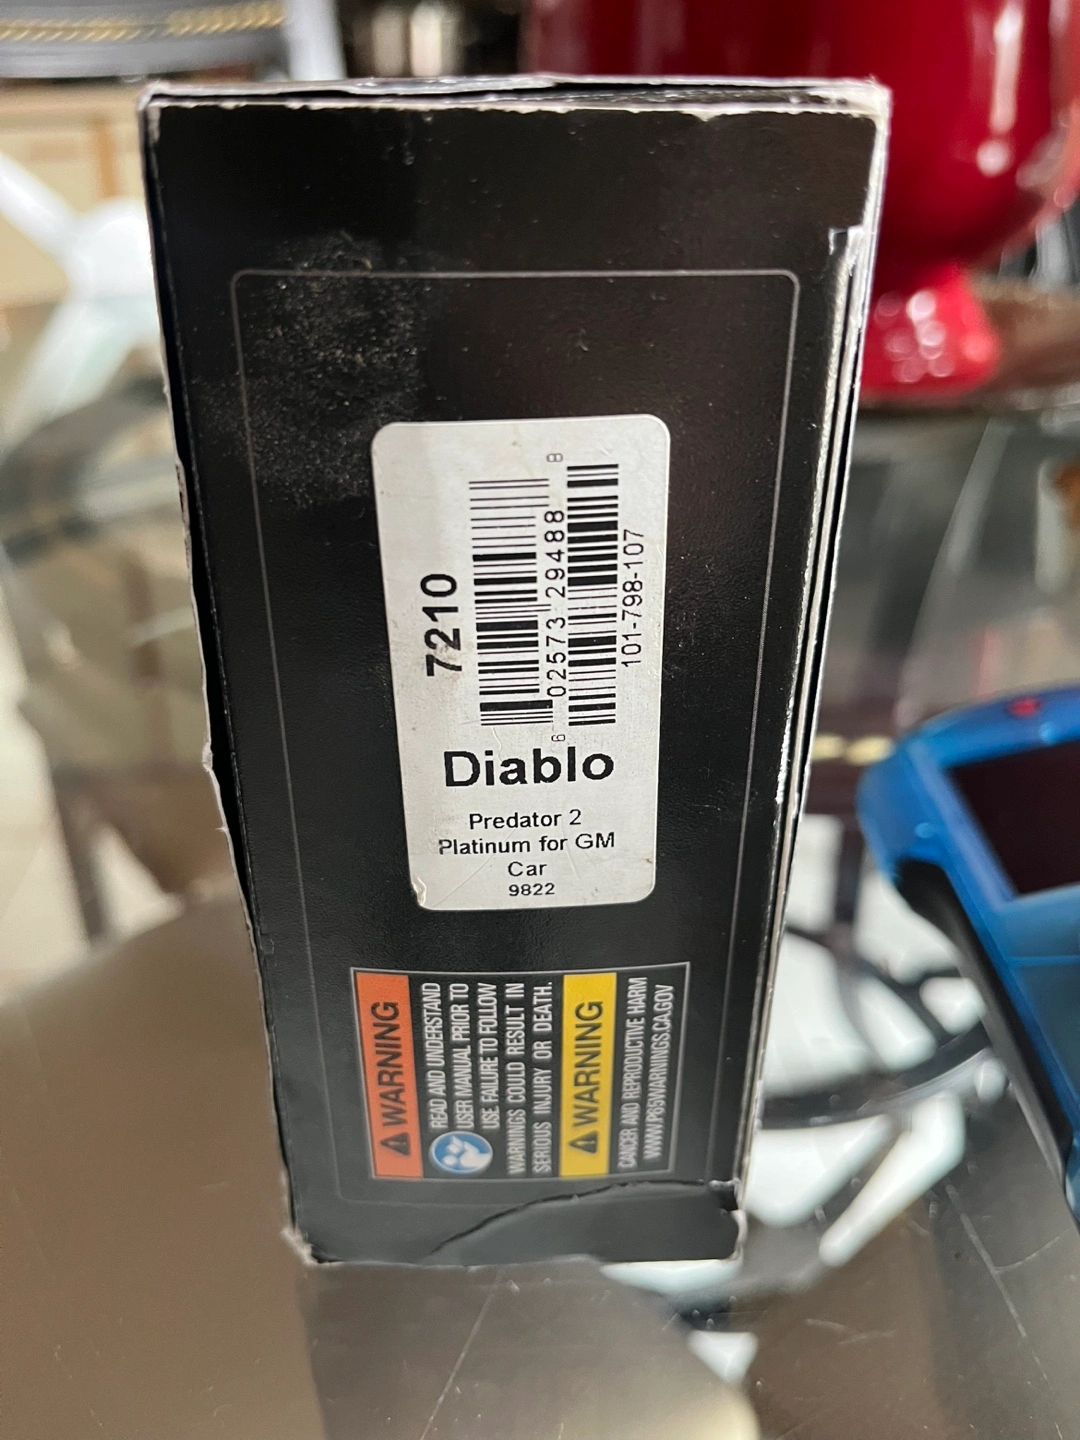 7210
6 02573 29488 8
101-798-107
Diablo
Predator 2
Platinum for GM
Car
9822
WARNING
READ AND UNDERSTAND
USER MANUAL PRIOR TO
USE. FAILURE TO FOLLOW
WARNINGS COULD RESULT IN
SERIOUS INJURY OR DEATH.
WARNING
CANCER AND REPRODUCTIVE HARM
WWW.P65WARNINGS.CA.GOV